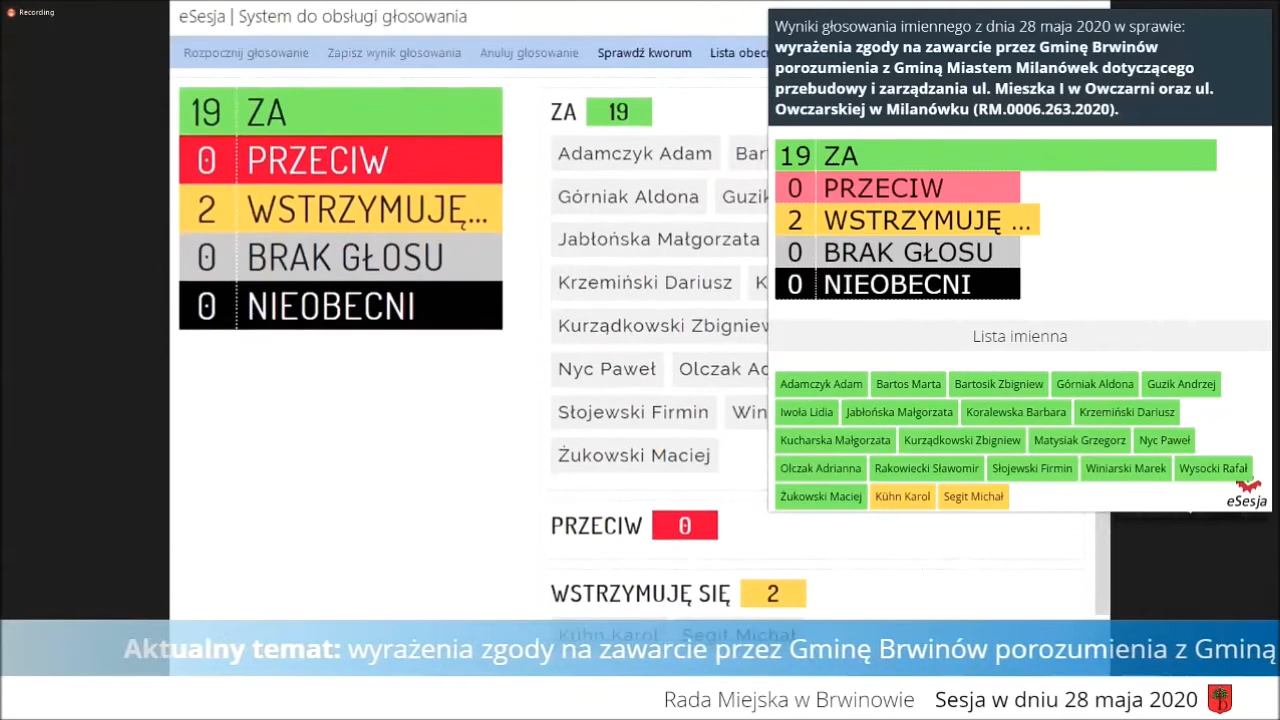 Recording
eSesja | System do obsługi głosowania
Rozpocznij głosowanie Zapisz wynik głosowania Anuluj głosowanie Sprawdź kworum Lista obec
19 ZA
0 PRZECIW
2 WSTRZYMUJĘ...
0 BRAK GŁOSU
0 NIEOBECNI
ZA 19
Adamczyk Adam Bar
Górniak Aldona Guzik
Jabłońska Małgorzata
Krzemiński Dariusz K
Kurządkowski Zbigniew
Nyc Paweł Olczak Ad
Słojewski Firmin Win
Żukowski Maciej
PRZECIW 0
WSTRZYMUJĘ SIĘ 2
Kühn Karol Segit Michał
Wyniki głosowania imiennego z dnia 28 maja 2020 w sprawie:
wyrażenia zgody na zawarcie przez Gminę Brwinów
porozumienia z Gminą Miastem Milanówek dotyczącego
przebudowy i zarządzania ul. Mieszka I w Owczarni oraz ul.
Owczarskiej w Milanówku (RM.0006.263.2020).
19 ZA
0 PRZECIW
2 WSTRZYMUJĘ ...
0 BRAK GŁOSU
0 NIEOBECNI
Lista imienna
Adamczyk Adam Bartos Marta Bartosik Zbigniew Górniak Aldona Guzik Andrzej
Iwoła Lidia Jabłońska Małgorzata Koralewska Barbara Krzemiński Dariusz
Kucharska Małgorzata Kurządkowski Zbigniew Matysiak Grzegorz Nyc Paweł
Olczak Adrianna Rakowiecki Sławomir Słojewski Firmin Winiarski Marek Wysocki Rafał
Żukowski Maciej Kühn Karol Segit Michał
eSesja
Aktualny temat: wyrażenia zgody na zawarcie przez Gminę Brwinów porozumienia z Gminą
Rada Miejska w Brwinowie Sesja w dniu 28 maja 2020